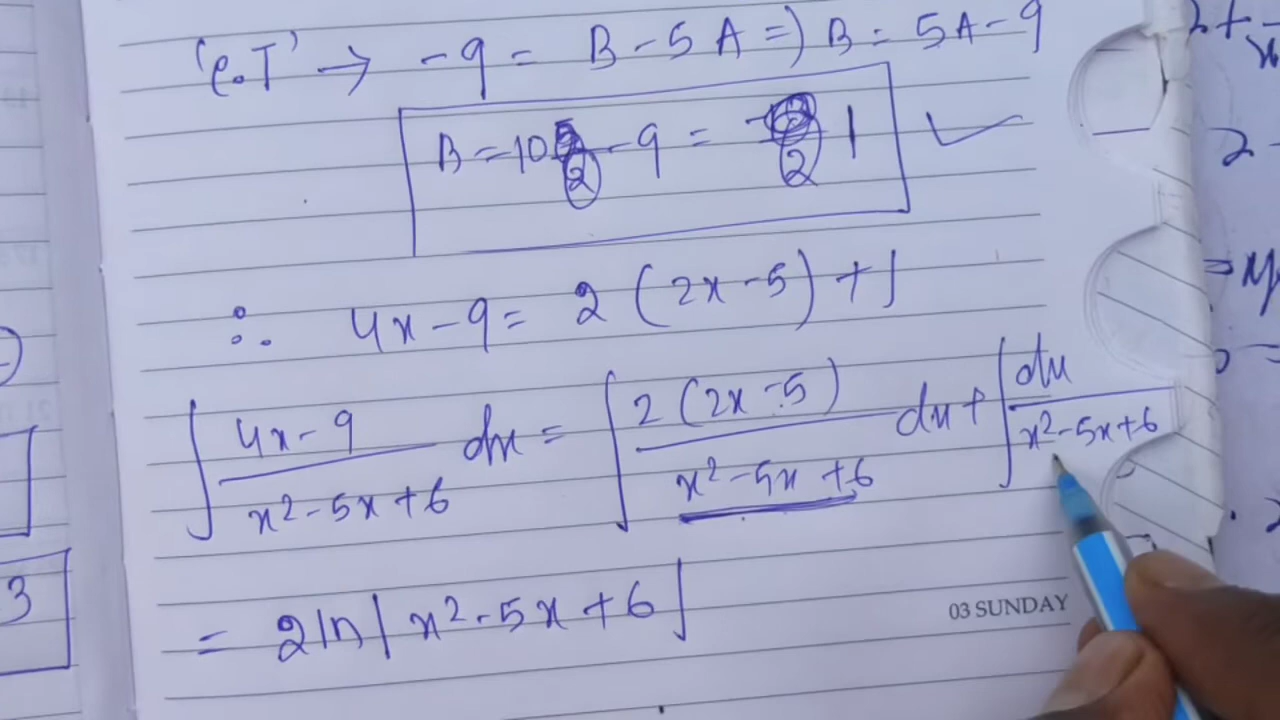 'C.T' → -9 = B - 5A ⇒ B = 5A - 9
B = 10 - 9 = 1 ✓
∴ 4x - 9 = 2 (2x - 5) + 1
∫ (4x - 9)/(x² - 5x + 6) dx = ∫ 2(2x - 5)/(x² - 5x + 6) dx + ∫ dx/(x² - 5x + 6)
= 2 ln | x² - 5x + 6 |
03 SUNDAY
3
2+
2 -